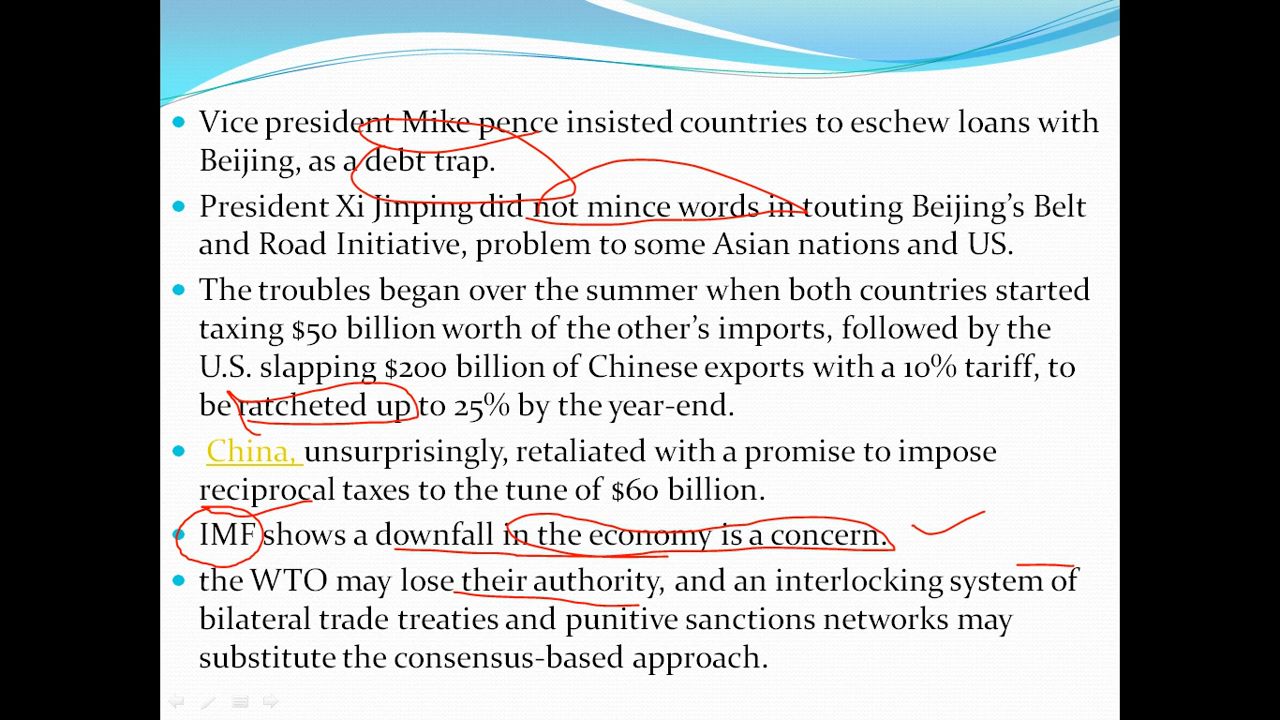 Vice president Mike pence insisted countries to eschew loans with
Beijing, as a debt trap.
President Xi Jinping did not mince words in touting Beijing's Belt
and Road Initiative, problem to some Asian nations and US.
The troubles began over the summer when both countries started
taxing $50 billion worth of the other's imports, followed by the
U.S. slapping $200 billion of Chinese exports with a 10% tariff, to
be ratcheted up to 25% by the year-end.
China, unsurprisingly, retaliated with a promise to impose
reciprocal taxes to the tune of $60 billion.
IMF shows a downfall in the economy is a concern.
the WTO may lose their authority, and an interlocking system of
bilateral trade treaties and punitive sanctions networks may
substitute the consensus-based approach.